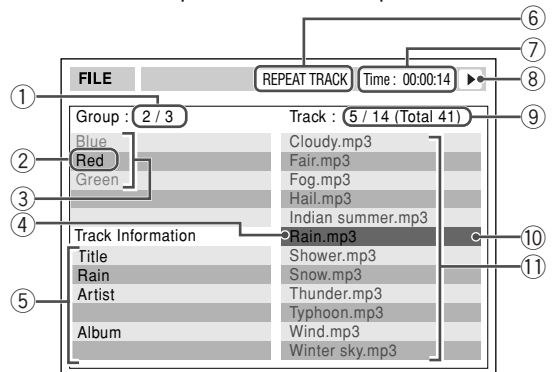 ⑥
⑦
FILE REPEAT TRACK Time : 00:00:14 ⑧
①
Group : 2 / 3 Track : 5 / 14 (Total 41) ⑨
Blue Cloudy.mp3
② Red Fair.mp3
Green Fog.mp3
③ Hail.mp3
④ Indian summer.mp3
Track Information Rain.mp3 ⑩
Title Shower.mp3 ⑪
Rain Snow.mp3
⑤ Artist Thunder.mp3
Typhoon.mp3
Album Wind.mp3
Winter sky.mp3